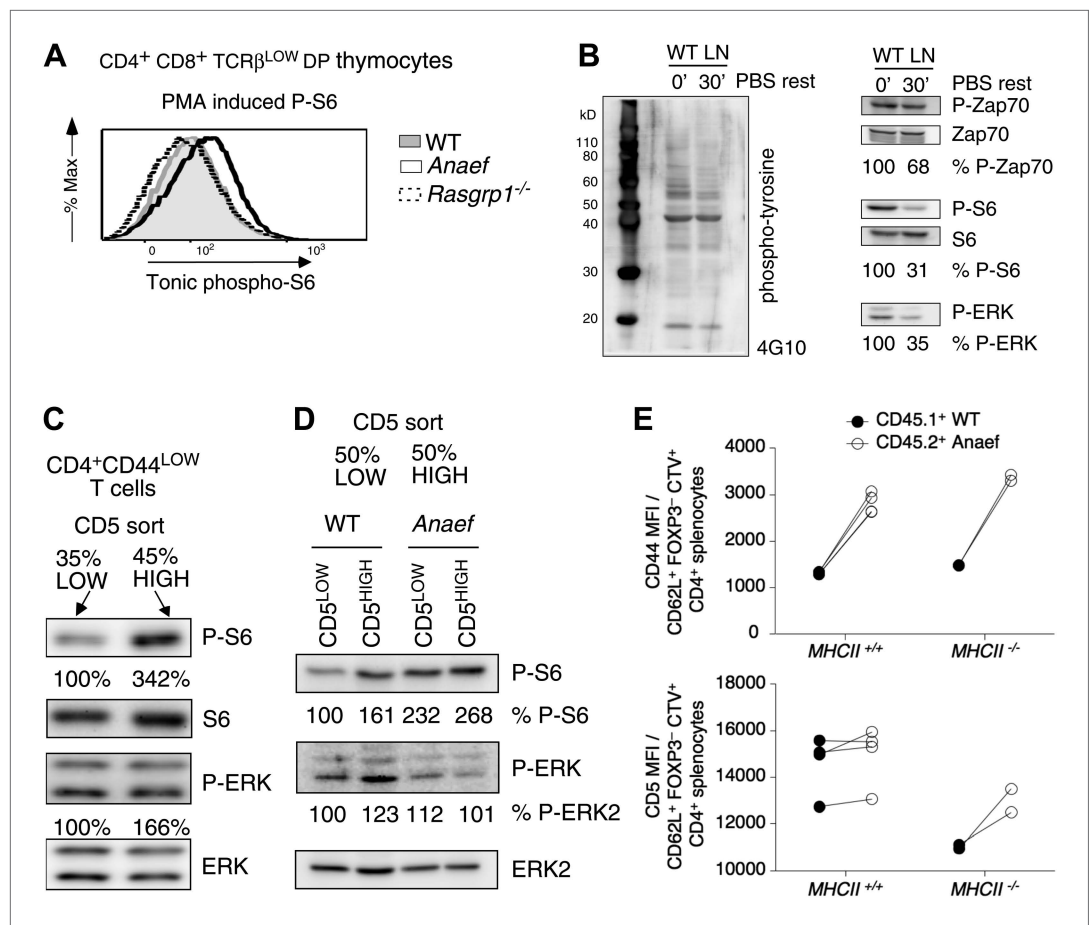 A
CD4+ CD8+ TCRβLOW DP thymocytes
PMA induced P-S6
% Max
WT
Anaef
Rasgrp1-/-
0 10² 10³
Tonic phospho-S6
B
WT LN
0' 30' PBS rest
kD
110
80
60
50
40
30
20
phospho-tyrosine
4G10
WT LN
0' 30' PBS rest
P-Zap70
Zap70
100 68 % P-Zap70
P-S6
S6
100 31 % P-S6
P-ERK
100 35 % P-ERK
C
CD4+CD44LOW
T cells
CD5 sort
35% 45%
LOW HIGH
P-S6
100% 342%
S6
P-ERK
100% 166%
ERK
D
CD5 sort
50% 50%
LOW HIGH
WT Anaef
CD5LOW CD5HIGH CD5LOW CD5HIGH
P-S6
100 161 232 268 % P-S6
P-ERK
100 123 112 101 % P-ERK2
ERK2
E
CD45.1+ WT
CD45.2+ Anaef
CD44 MFI /
CD62L+ FOXP3– CTV+
CD4+ splenocytes
4000
3000
2000
1000
0
MHCII +/+ MHCII -/-
CD5 MFI /
CD62L+ FOXP3– CTV+
CD4+ splenocytes
18000
16000
14000
12000
10000
MHCII +/+ MHCII -/-